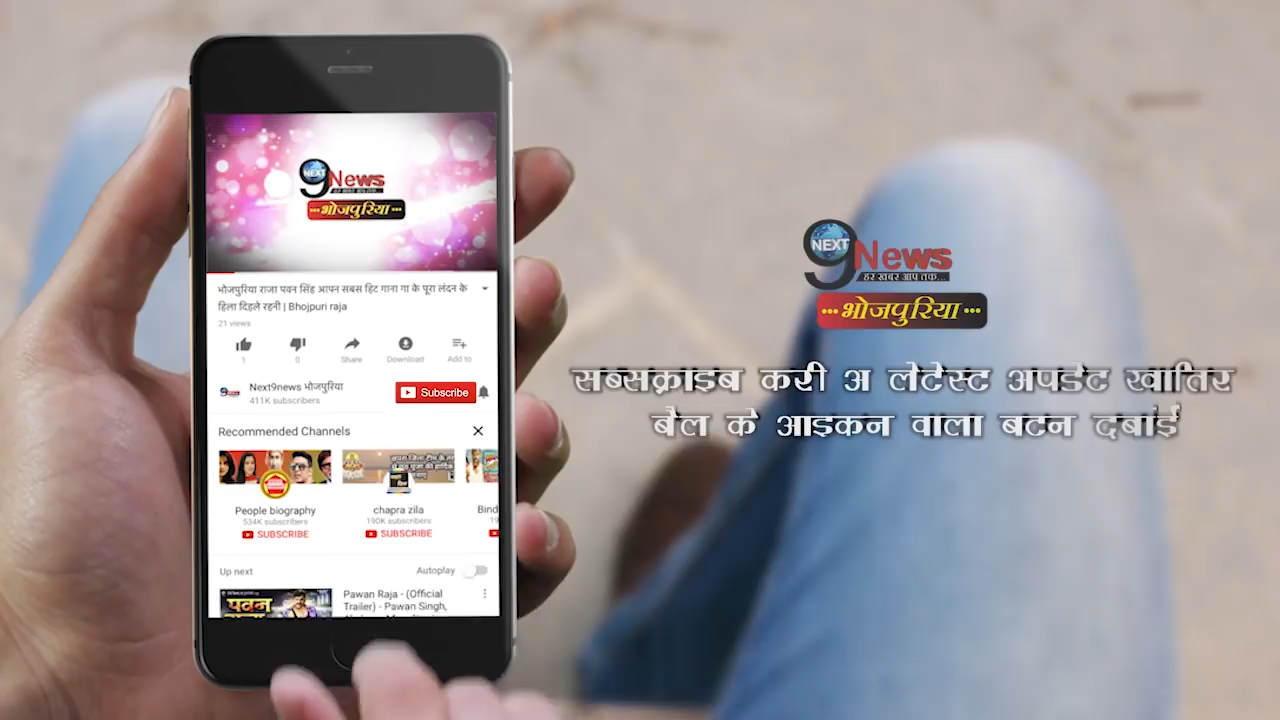 NEXT
9 News
हर खबर आप तक...
भोजपुरिया
भोजपुरिया राजा पवन सिंह आपन सबस हिट गाना गा के पूरा लंदन के
हिला दिहले रहनी | Bhojpuri raja
21 views
1
0
Share
Download
Add to
Next9news भोजपुरिया
411K subscribers
Subscribe
Recommended Channels
People biography
534K subscribers
SUBSCRIBE
chapra zila
190K subscribers
SUBSCRIBE
Bind
19
Up next
Autoplay
पवन
Pawan Raja - (Official
Trailer) - Pawan Singh,
NEXT
9 News
हर खबर आप तक...
भोजपुरिया
सब्सक्राइब करी अ लेटेस्ट अपडेट खातिर
बैल के आइकन वाला बटन दबांई